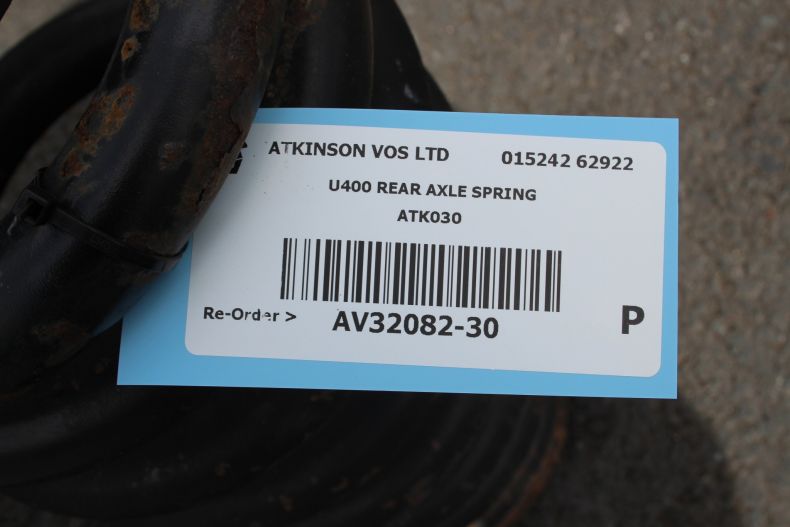 ATKINSON VOS LTD 015242 62922
U400 REAR AXLE SPRING
ATK030
Re-Order > AV32082-30 P